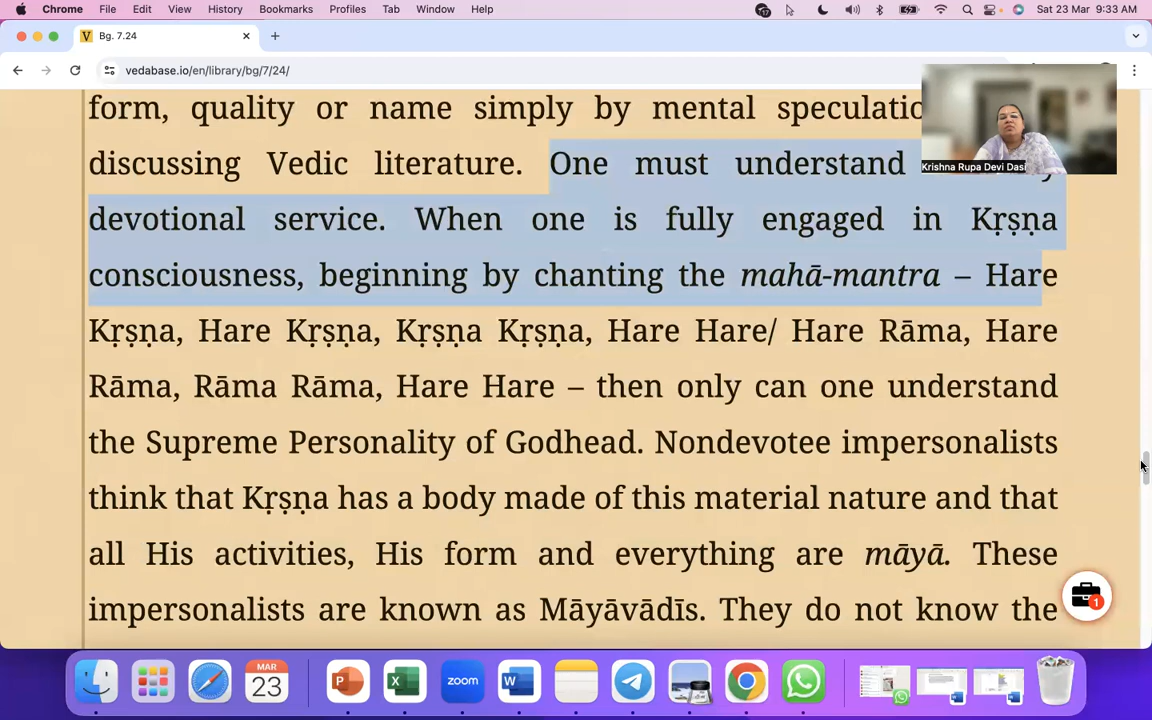 Chrome File Edit View History Bookmarks Profiles Tab Window Help Sat 23 Mar 9:33 AM
Bg. 7.24
vedabase.io/en/library/bg/7/24/
form, quality or name simply by mental
discussing Vedic literature. One must understand
devotional service. When one is fully engaged in Kṛṣṇa
consciousness, beginning by chanting the mahā-mantra – Hare
Kṛṣṇa, Hare Kṛṣṇa, Kṛṣṇa Kṛṣṇa, Hare Hare/ Hare Rāma, Hare
Rāma, Rāma Rāma, Hare Hare – then only can one understand
the Supreme Personality of Godhead. Nondevotee impersonalists
think that Kṛṣṇa has a body made of this material nature and that
all His activities, His form and everything are māyā. These
impersonalists are known as Māyāvādīs. They do not know the
Krishna Rupa Devi Dasi
1
MAR
23
zoom